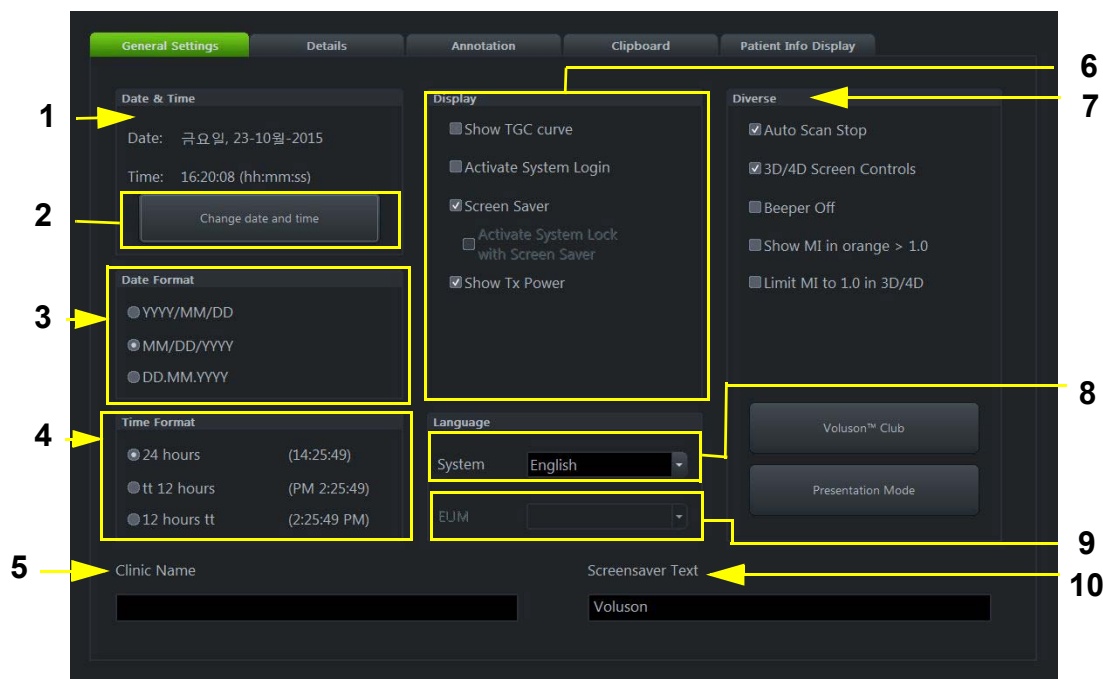 General Settings
Details
Annotation
Clipboard
Patient Info Display
1
Date & Time
Date: 금요일, 23-10월-2015
Time: 16:20:08 (hh:mm:ss)
2
Change date and time
3
Date Format
YYYY/MM/DD
MM/DD/YYYY
DD.MM.YYYY
4
Time Format
24 hours (14:25:49)
tt 12 hours (PM 2:25:49)
12 hours tt (2:25:49 PM)
5
Clinic Name
6
Display
Show TGC curve
Activate System Login
Screen Saver
Activate System Lock
with Screen Saver
Show Tx Power
Language
System English
8
EUM
9
7
Diverse
Auto Scan Stop
3D/4D Screen Controls
Beeper Off
Show MI in orange > 1.0
Limit MI to 1.0 in 3D/4D
Voluson™ Club
Presentation Mode
Screensaver Text
10
Voluson